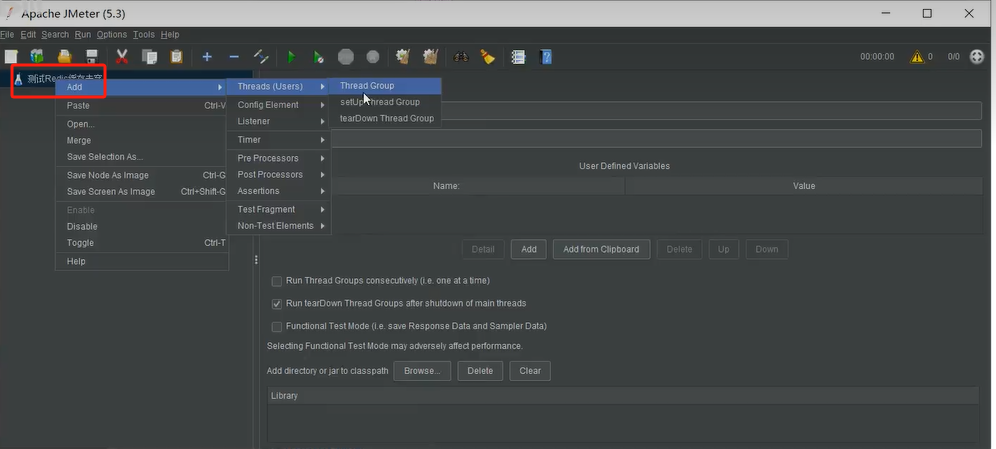 Apache JMeter (5.3)
File Edit Search Run Options Tools Help
00:00:00 0 0/0
测试Redis缓存击穿
Add
Paste Ctrl-V
Open...
Merge
Save Selection As...
Save Node As Image Ctrl-G
Save Screen As Image Ctrl+Shift-G
Enable
Disable
Toggle Ctrl-T
Help
Threads (Users)
Config Element
Listener
Timer
Pre Processors
Post Processors
Assertions
Test Fragment
Non-Test Elements
Thread Group
setUp Thread Group
tearDown Thread Group
User Defined Variables
Name: Value
Detail Add Add from Clipboard Delete Up Down
Run Thread Groups consecutively (i.e. one at a time)
Run tearDown Thread Groups after shutdown of main threads
Functional Test Mode (i.e. save Response Data and Sampler Data)
Selecting Functional Test Mode may adversely affect performance.
Add directory or jar to classpath Browse... Delete Clear
Library